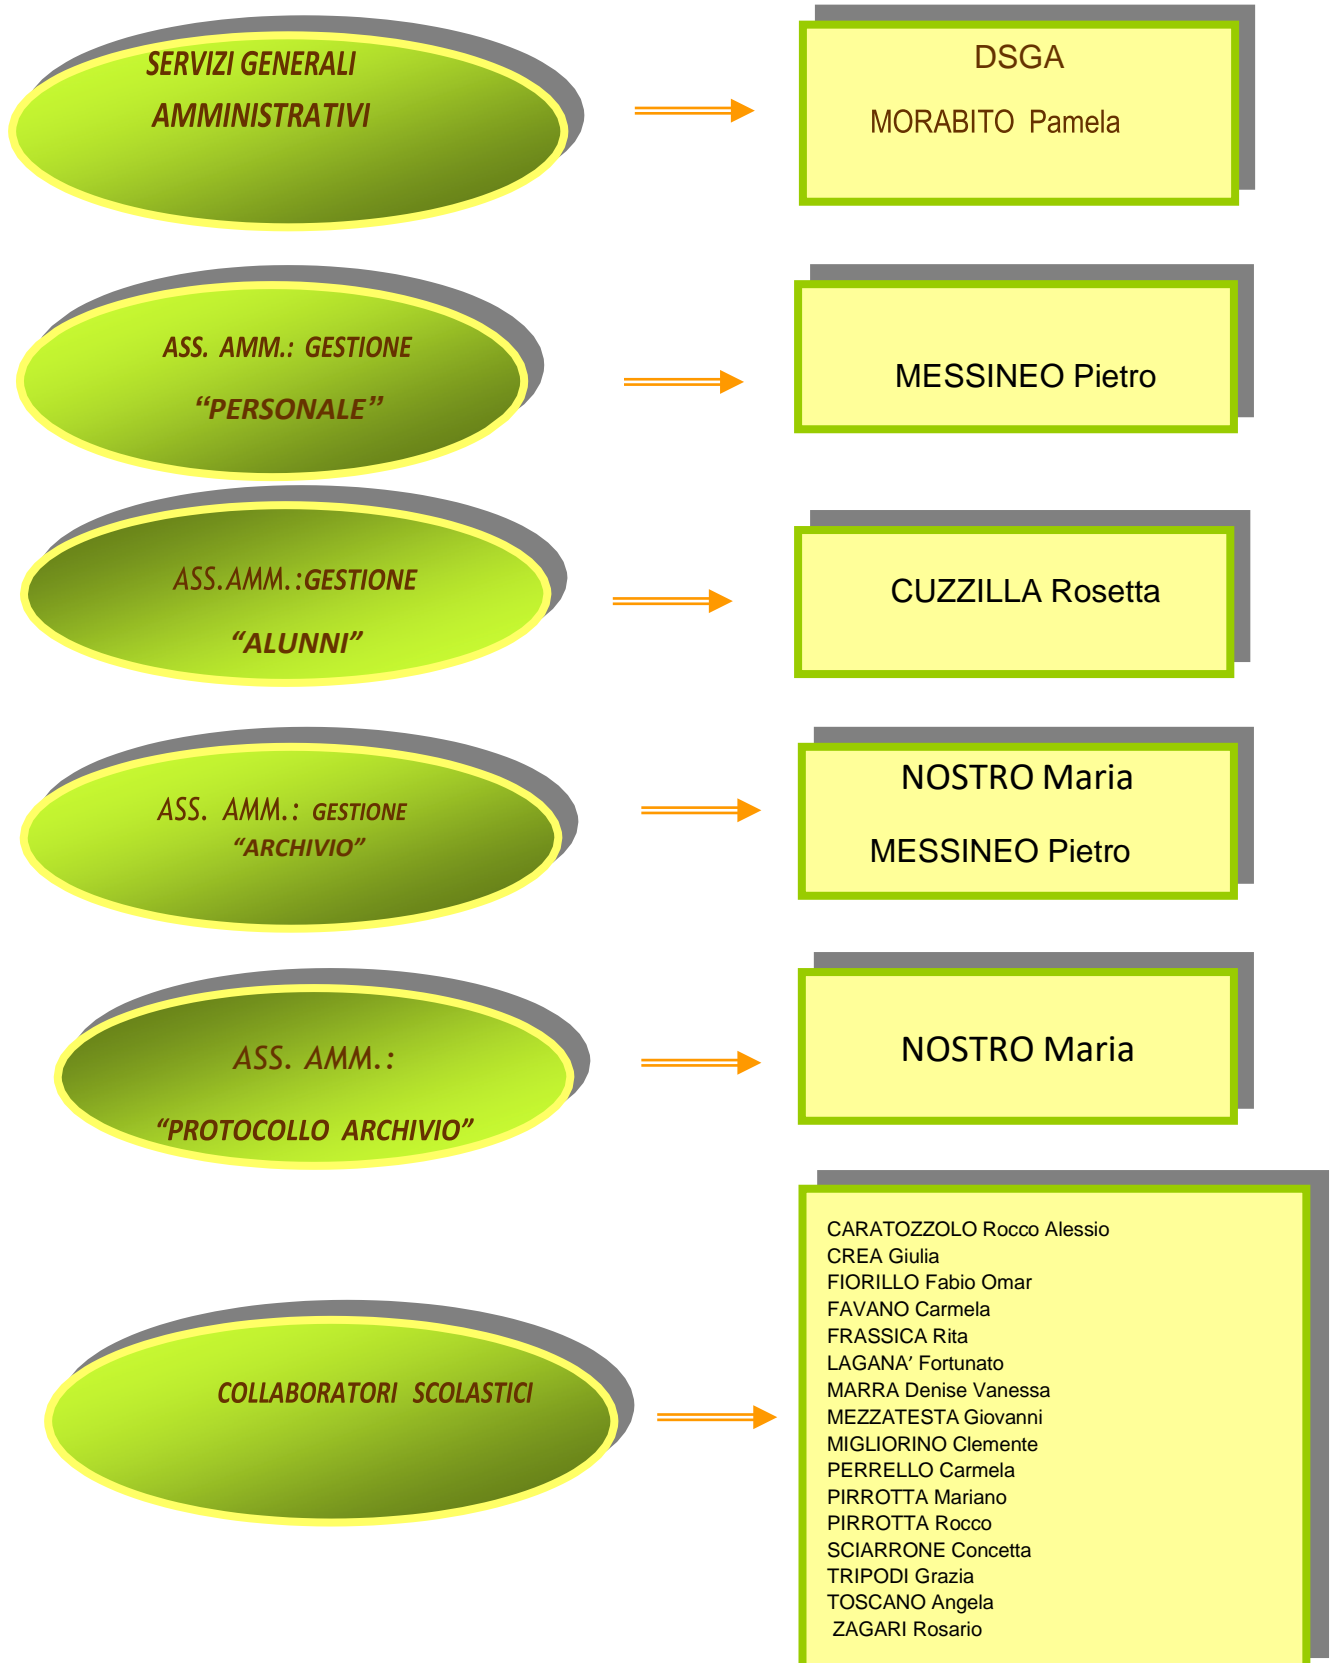 SERVIZI GENERALI
AMMINISTRATIVI
DSGA
MORABITO Pamela
ASS. AMM.: GESTIONE
“PERSONALE”
MESSINEO Pietro
ASS.AMM.:GESTIONE
“ALUNNI”
CUZZILLA Rosetta
ASS. AMM.: GESTIONE
“ARCHIVIO”
NOSTRO Maria
MESSINEO Pietro
ASS. AMM.:
“PROTOCOLLO ARCHIVIO”
NOSTRO Maria
COLLABORATORI SCOLASTICI
CARATOZZOLO Rocco Alessio
CREA Giulia
FIORILLO Fabio Omar
FAVANO Carmela
FRASSICA Rita
LAGANA’ Fortunato
MARRA Denise Vanessa
MEZZATESTA Giovanni
MIGLIORINO Clemente
PERRELLO Carmela
PIRROTTA Mariano
PIRROTTA Rocco
SCIARRONE Concetta
TRIPODI Grazia
TOSCANO Angela
ZAGARI Rosario